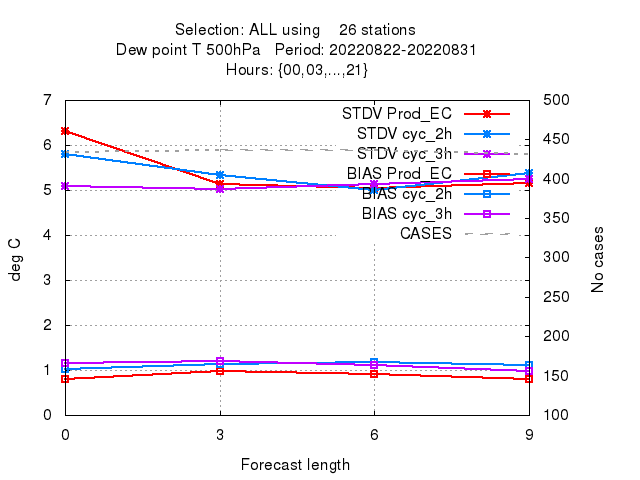 Selection: ALL using 26 stations
Dew point T 500hPa Period: 20220822-20220831
Hours: {00,03,...,21}
7
6
5
4
3
2
1
0
deg C
500
450
400
350
300
250
200
150
100
No cases
STDV Prod_EC
STDV cyc_2h
STDV cyc_3h
BIAS Prod_EC
BIAS cyc_2h
BIAS cyc_3h
CASES
0 3 6 9
Forecast length